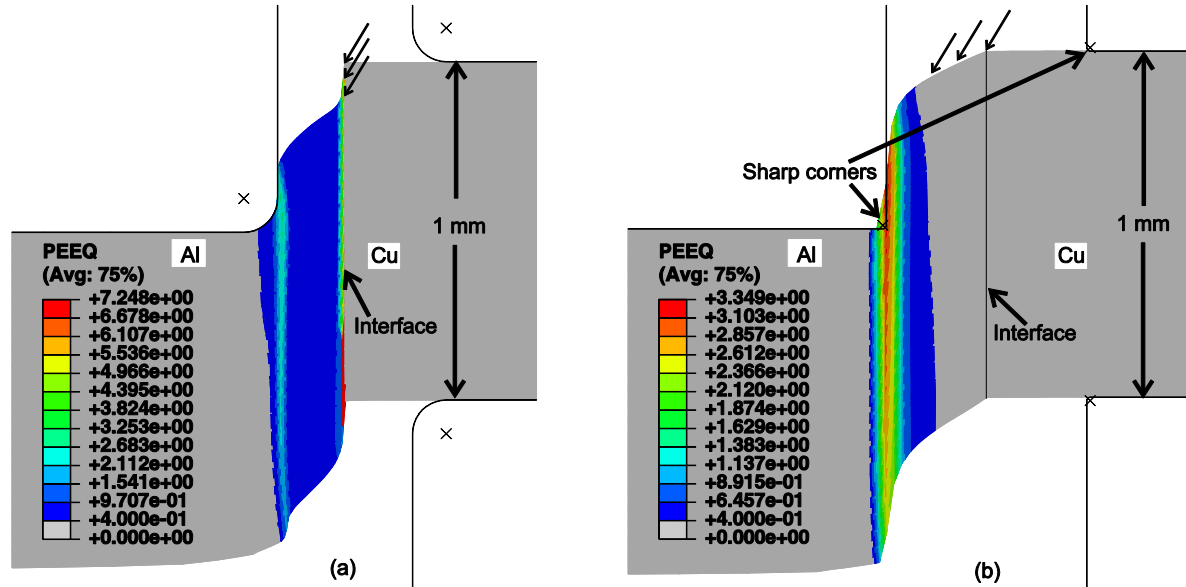 PEEQ
(Avg: 75%)
+7.248e+00
+6.678e+00
+6.107e+00
+5.536e+00
+4.966e+00
+4.395e+00
+3.824e+00
+3.253e+00
+2.683e+00
+2.112e+00
+1.541e+00
+9.707e-01
+4.000e-01
+0.000e+00
Al
Cu
1 mm
Interface
(a)
Sharp corners
PEEQ
(Avg: 75%)
+3.349e+00
+3.103e+00
+2.857e+00
+2.612e+00
+2.366e+00
+2.120e+00
+1.874e+00
+1.629e+00
+1.383e+00
+1.137e+00
+8.915e-01
+6.457e-01
+4.000e-01
+0.000e+00
Al
Cu
1 mm
Interface
(b)